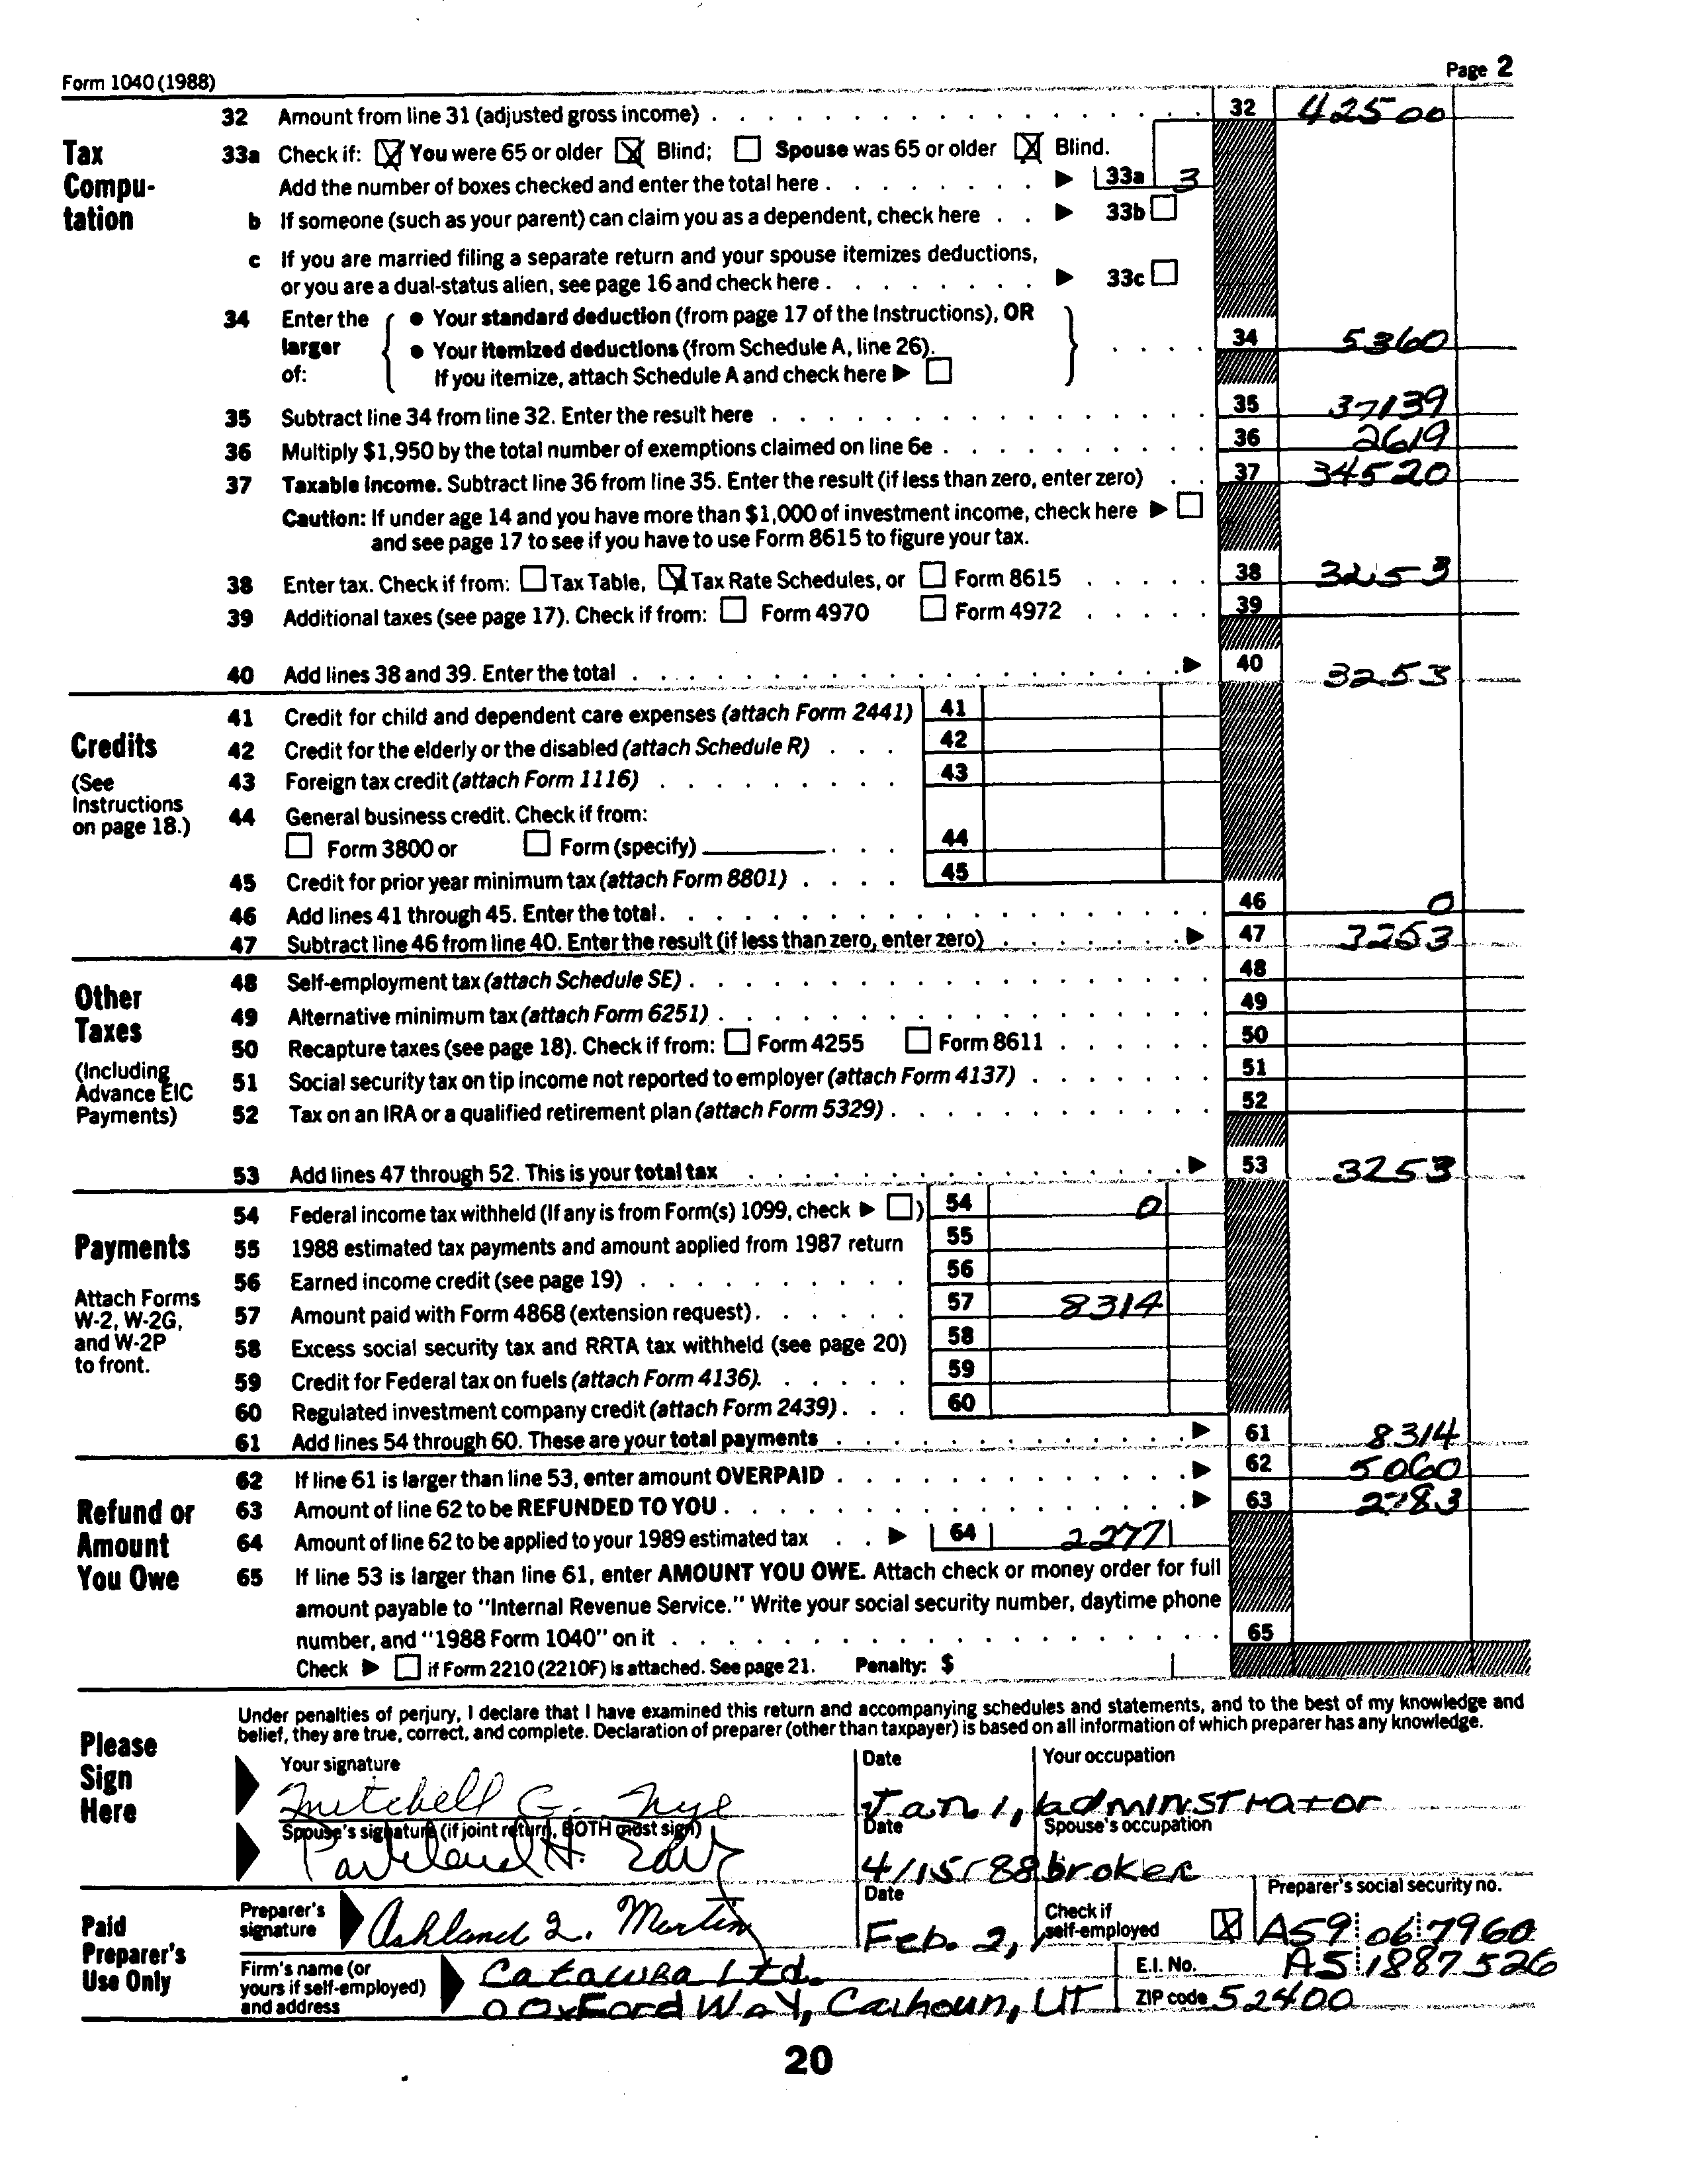 Form 1040 (1988) Page 2
Tax Compu-tation
32 Amount from line 31 (adjusted gross income) 32 42500
33a Check if: ☒ You were 65 or older ☒ Blind; ☐ Spouse was 65 or older ☒ Blind.
Add the number of boxes checked and enter the total here ▶ 33a 3
b If someone (such as your parent) can claim you as a dependent, check here ▶ 33b ☐
c If you are married filing a separate return and your spouse itemizes deductions,
or you are a dual-status alien, see page 16 and check here ▶ 33c ☐
34 Enter the larger of:
● Your standard deduction (from page 17 of the Instructions), OR
● Your itemized deductions (from Schedule A, line 26). 34 5360
If you itemize, attach Schedule A and check here ▶ ☐
35 Subtract line 34 from line 32. Enter the result here 35 37139
36 Multiply $1,950 by the total number of exemptions claimed on line 6e 36 2619
37 Taxable Income. Subtract line 36 from line 35. Enter the result (if less than zero, enter zero) 37 34520
Caution: If under age 14 and you have more than $1,000 of investment income, check here ▶ ☐
and see page 17 to see if you have to use Form 8615 to figure your tax.
38 Enter tax. Check if from: ☐ Tax Table, ☒ Tax Rate Schedules, or ☐ Form 8615 38 3253
39 Additional taxes (see page 17). Check if from: ☐ Form 4970 ☐ Form 4972 39
40 Add lines 38 and 39. Enter the total ▶ 40 3253
Credits
(See Instructions on page 18.)
41 Credit for child and dependent care expenses (attach Form 2441) 41
42 Credit for the elderly or the disabled (attach Schedule R) 42
43 Foreign tax credit (attach Form 1116) 43
44 General business credit. Check if from:
☐ Form 3800 or ☐ Form (specify) 44
45 Credit for prior year minimum tax (attach Form 8801) 45
46 Add lines 41 through 45. Enter the total 46 0
47 Subtract line 46 from line 40. Enter the result (if less than zero, enter zero) ▶ 47 3253
Other Taxes
(Including Advance EIC Payments)
48 Self-employment tax (attach Schedule SE) 48
49 Alternative minimum tax (attach Form 6251) 49
50 Recapture taxes (see page 18). Check if from: ☐ Form 4255 ☐ Form 8611 50
51 Social security tax on tip income not reported to employer (attach Form 4137) 51
52 Tax on an IRA or a qualified retirement plan (attach Form 5329) 52
53 Add lines 47 through 52. This is your total tax ▶ 53 3253
Payments
Attach Forms W-2, W-2G, and W-2P to front.
54 Federal income tax withheld (If any is from Form(s) 1099, check ▶ ☐) 54 0
55 1988 estimated tax payments and amount applied from 1987 return 55
56 Earned income credit (see page 19) 56
57 Amount paid with Form 4868 (extension request) 57 8314
58 Excess social security tax and RRTA tax withheld (see page 20) 58
59 Credit for Federal tax on fuels (attach Form 4136) 59
60 Regulated investment company credit (attach Form 2439) 60
61 Add lines 54 through 60. These are your total payments ▶ 61 8314
Refund or Amount You Owe
62 If line 61 is larger than line 53, enter amount OVERPAID ▶ 62 5060
63 Amount of line 62 to be REFUNDED TO YOU ▶ 63 2783
64 Amount of line 62 to be applied to your 1989 estimated tax ▶ 64 2277
65 If line 53 is larger than line 61, enter AMOUNT YOU OWE. Attach check or money order for full
amount payable to "Internal Revenue Service." Write your social security number, daytime phone
number, and "1988 Form 1040" on it 65
Check ▶ ☐ if Form 2210 (2210F) is attached. See page 21. Penalty: $
Please Sign Here
Under penalties of perjury, I declare that I have examined this return and accompanying schedules and statements, and to the best of my knowledge and
belief, they are true, correct, and complete. Declaration of preparer (other than taxpayer) is based on all information of which preparer has any knowledge.
Your signature Date Your occupation
Mitchell G. Nye Jan. 1, administrator
Spouse's signature (if joint return, BOTH must sign) Date Spouse's occupation
Parkland H. 4/15/88 broker
Paid Preparer's Use Only
Preparer's signature Date Check if self-employed ☒ Preparer's social security no.
Ashland L. Martin Feb. 2, A59 06 7960
Firm's name (or yours if self-employed) and address E.I. No. ZIP code
Catawba Ltd. A5 1887526
0 Oxford Way, Calhoun, UT 52400
20